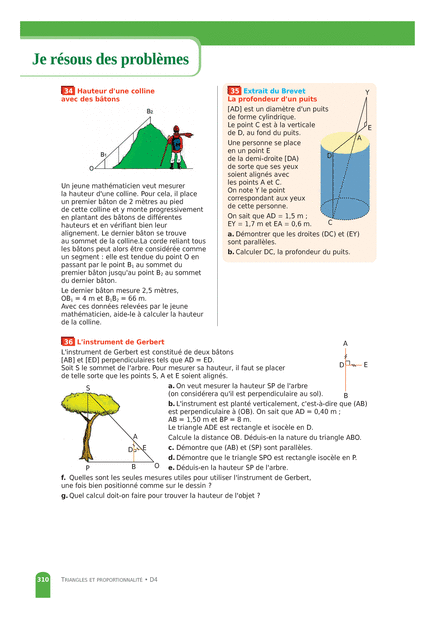 Je résous des problèmes
34 Hauteur d'une colline
avec des bâtons
B₂
B₁
O
Un jeune mathématicien veut mesurer
la hauteur d'une colline. Pour cela, il place
un premier bâton de 2 mètres au pied
de cette colline et y monte progressivement
en plantant des bâtons de différentes
hauteurs et en vérifiant bien leur
alignement. Le dernier bâton se trouve
au sommet de la colline.La corde reliant tous
les bâtons peut alors être considérée comme
un segment : elle est tendue du point O en
passant par le point B₁ au sommet du
premier bâton jusqu'au point B₂ au sommet
du dernier bâton.
Le dernier bâton mesure 2,5 mètres,
OB₁ = 4 m et B₁B₂ = 66 m.
Avec ces données relevées par le jeune
mathématicien, aide-le à calculer la hauteur
de la colline.
35 Extrait du Brevet
La profondeur d'un puits
[AD] est un diamètre d'un puits
de forme cylindrique.
Le point C est à la verticale
de D, au fond du puits.
Une personne se place
en un point E
de la demi-droite [DA)
de sorte que ses yeux
soient alignés avec
les points A et C.
On note Y le point
correspondant aux yeux
de cette personne.
On sait que AD = 1,5 m ;
EY = 1,7 m et EA = 0,6 m.
a. Démontrer que les droites (DC) et (EY)
sont parallèles.
b. Calculer DC, la profondeur du puits.
Y
E
A
D
C
36 L'instrument de Gerbert
L'instrument de Gerbert est constitué de deux bâtons
[AB] et [ED] perpendiculaires tels que AD = ED.
Soit S le sommet de l'arbre. Pour mesurer sa hauteur, il faut se placer
de telle sorte que les points S, A et E soient alignés.
A
D
E
B
a. On veut mesurer la hauteur SP de l'arbre
(on considérera qu'il est perpendiculaire au sol).
b. L'instrument est planté verticalement, c'est-à-dire que (AB)
est perpendiculaire à (OB). On sait que AD = 0,40 m ;
AB = 1,50 m et BP = 8 m.
Le triangle ADE est rectangle et isocèle en D.
Calcule la distance OB. Déduis-en la nature du triangle ABO.
c. Démontre que (AB) et (SP) sont parallèles.
d. Démontre que le triangle SPO est rectangle isocèle en P.
e. Déduis-en la hauteur SP de l'arbre.
S
A
D
E
P
B
O
f. Quelles sont les seules mesures utiles pour utiliser l'instrument de Gerbert,
une fois bien positionné comme sur le dessin ?
g. Quel calcul doit-on faire pour trouver la hauteur de l'objet ?
310 TRIANGLES ET PROPORTIONNALITÉ • D4